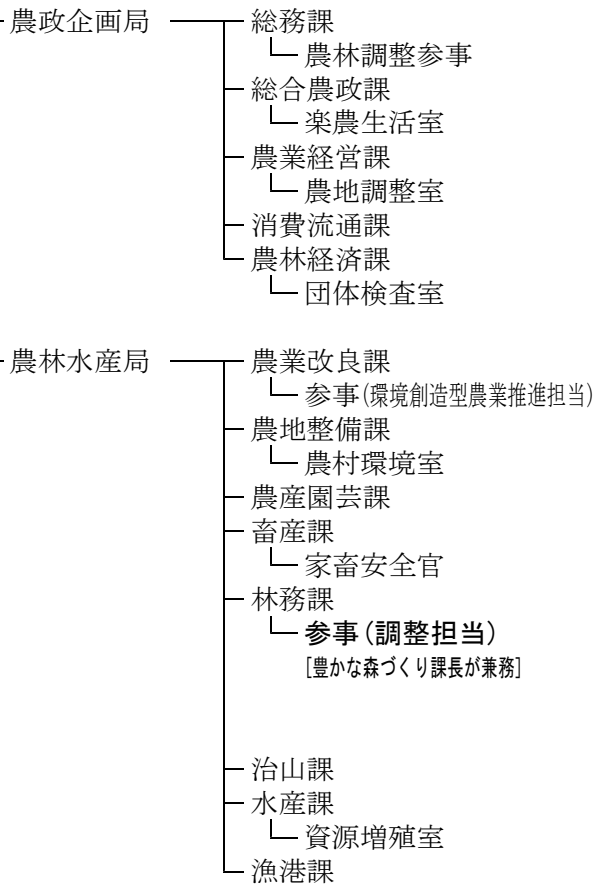 農政企画局 総務課
農林調整参事
総合農政課
楽農生活室
農業経営課
農地調整室
消費流通課
農林経済課
団体検査室
農林水産局 農業改良課
参事(環境創造型農業推進担当)
農地整備課
農村環境室
農産園芸課
畜産課
家畜安全官
林務課
参事(調整担当)
[豊かな森づくり課長が兼務]
治山課
水産課
資源増殖室
漁港課